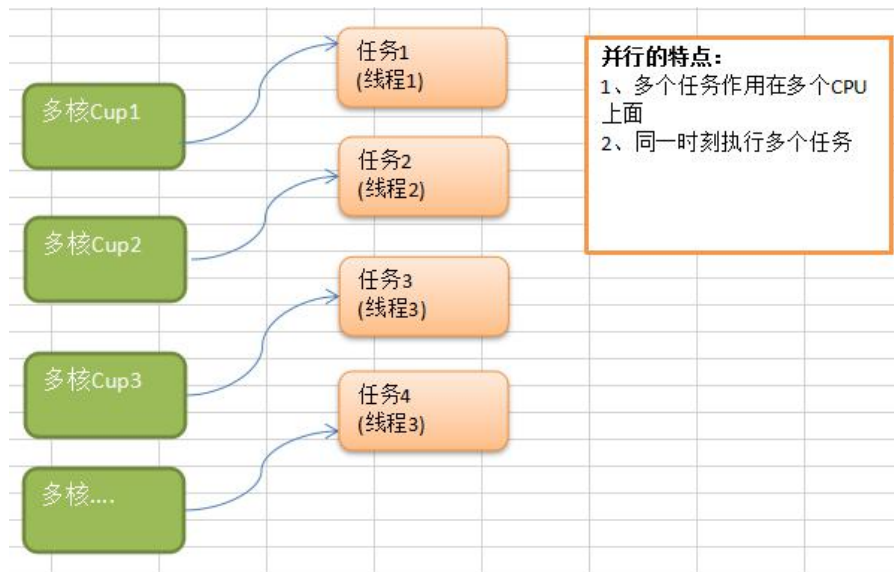 多核Cup1
任务1
(线程1)
多核Cup2
任务2
(线程2)
多核Cup3
任务3
(线程3)
多核....
任务4
(线程3)
并行的特点:
1、多个任务作用在多个CPU
上面
2、同一时刻执行多个任务